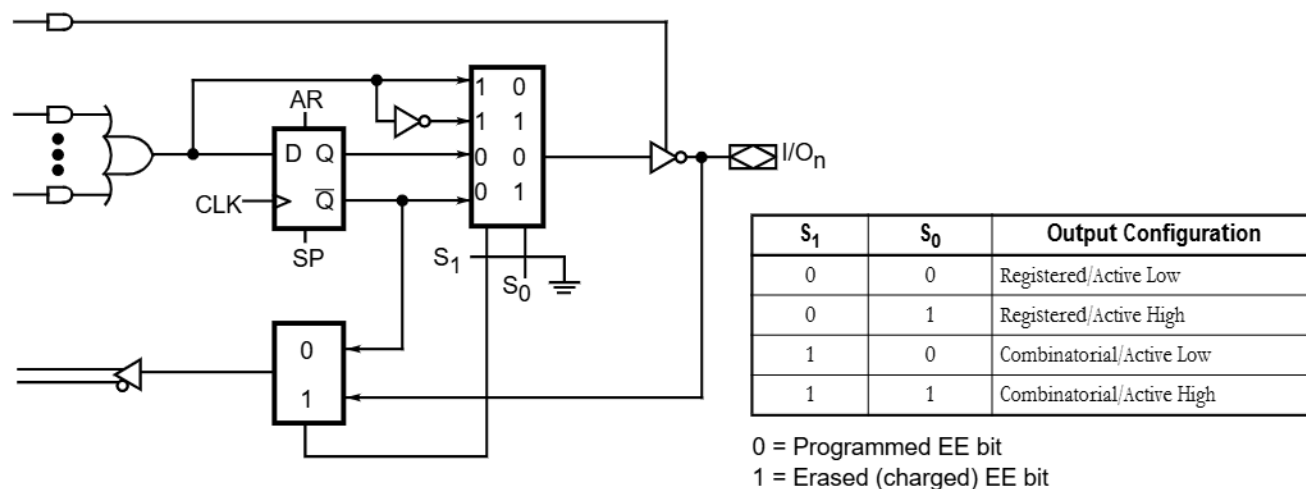 AR
1 0
1 1
D Q
0 0
I/Oₙ
CLK
Q̅
0 1
SP
S₁
S₀
0
1
S₁ S₀ Output Configuration
0 0 Registered/Active Low
0 1 Registered/Active High
1 0 Combinatorial/Active Low
1 1 Combinatorial/Active High
0 = Programmed EE bit
1 = Erased (charged) EE bit